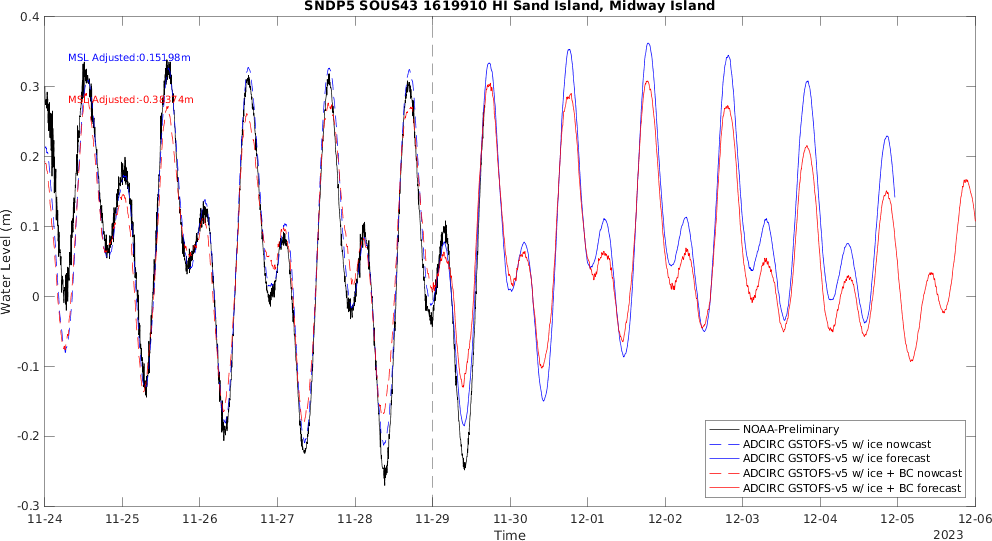 SNDP5 SOUS43 1619910 HI Sand Island, Midway Island
0.4
0.3
0.2
0.1
0
-0.1
-0.2
-0.3
Water Level (m)
MSL Adjusted:0.15198m
MSL Adjusted:-0.38374m
NOAA-Preliminary
ADCIRC GSTOFS-v5 w/ ice nowcast
ADCIRC GSTOFS-v5 w/ ice forecast
ADCIRC GSTOFS-v5 w/ ice + BC nowcast
ADCIRC GSTOFS-v5 w/ ice + BC forecast
11-24 11-25 11-26 11-27 11-28 11-29 11-30 12-01 12-02 12-03 12-04 12-05 12-06
Time
2023